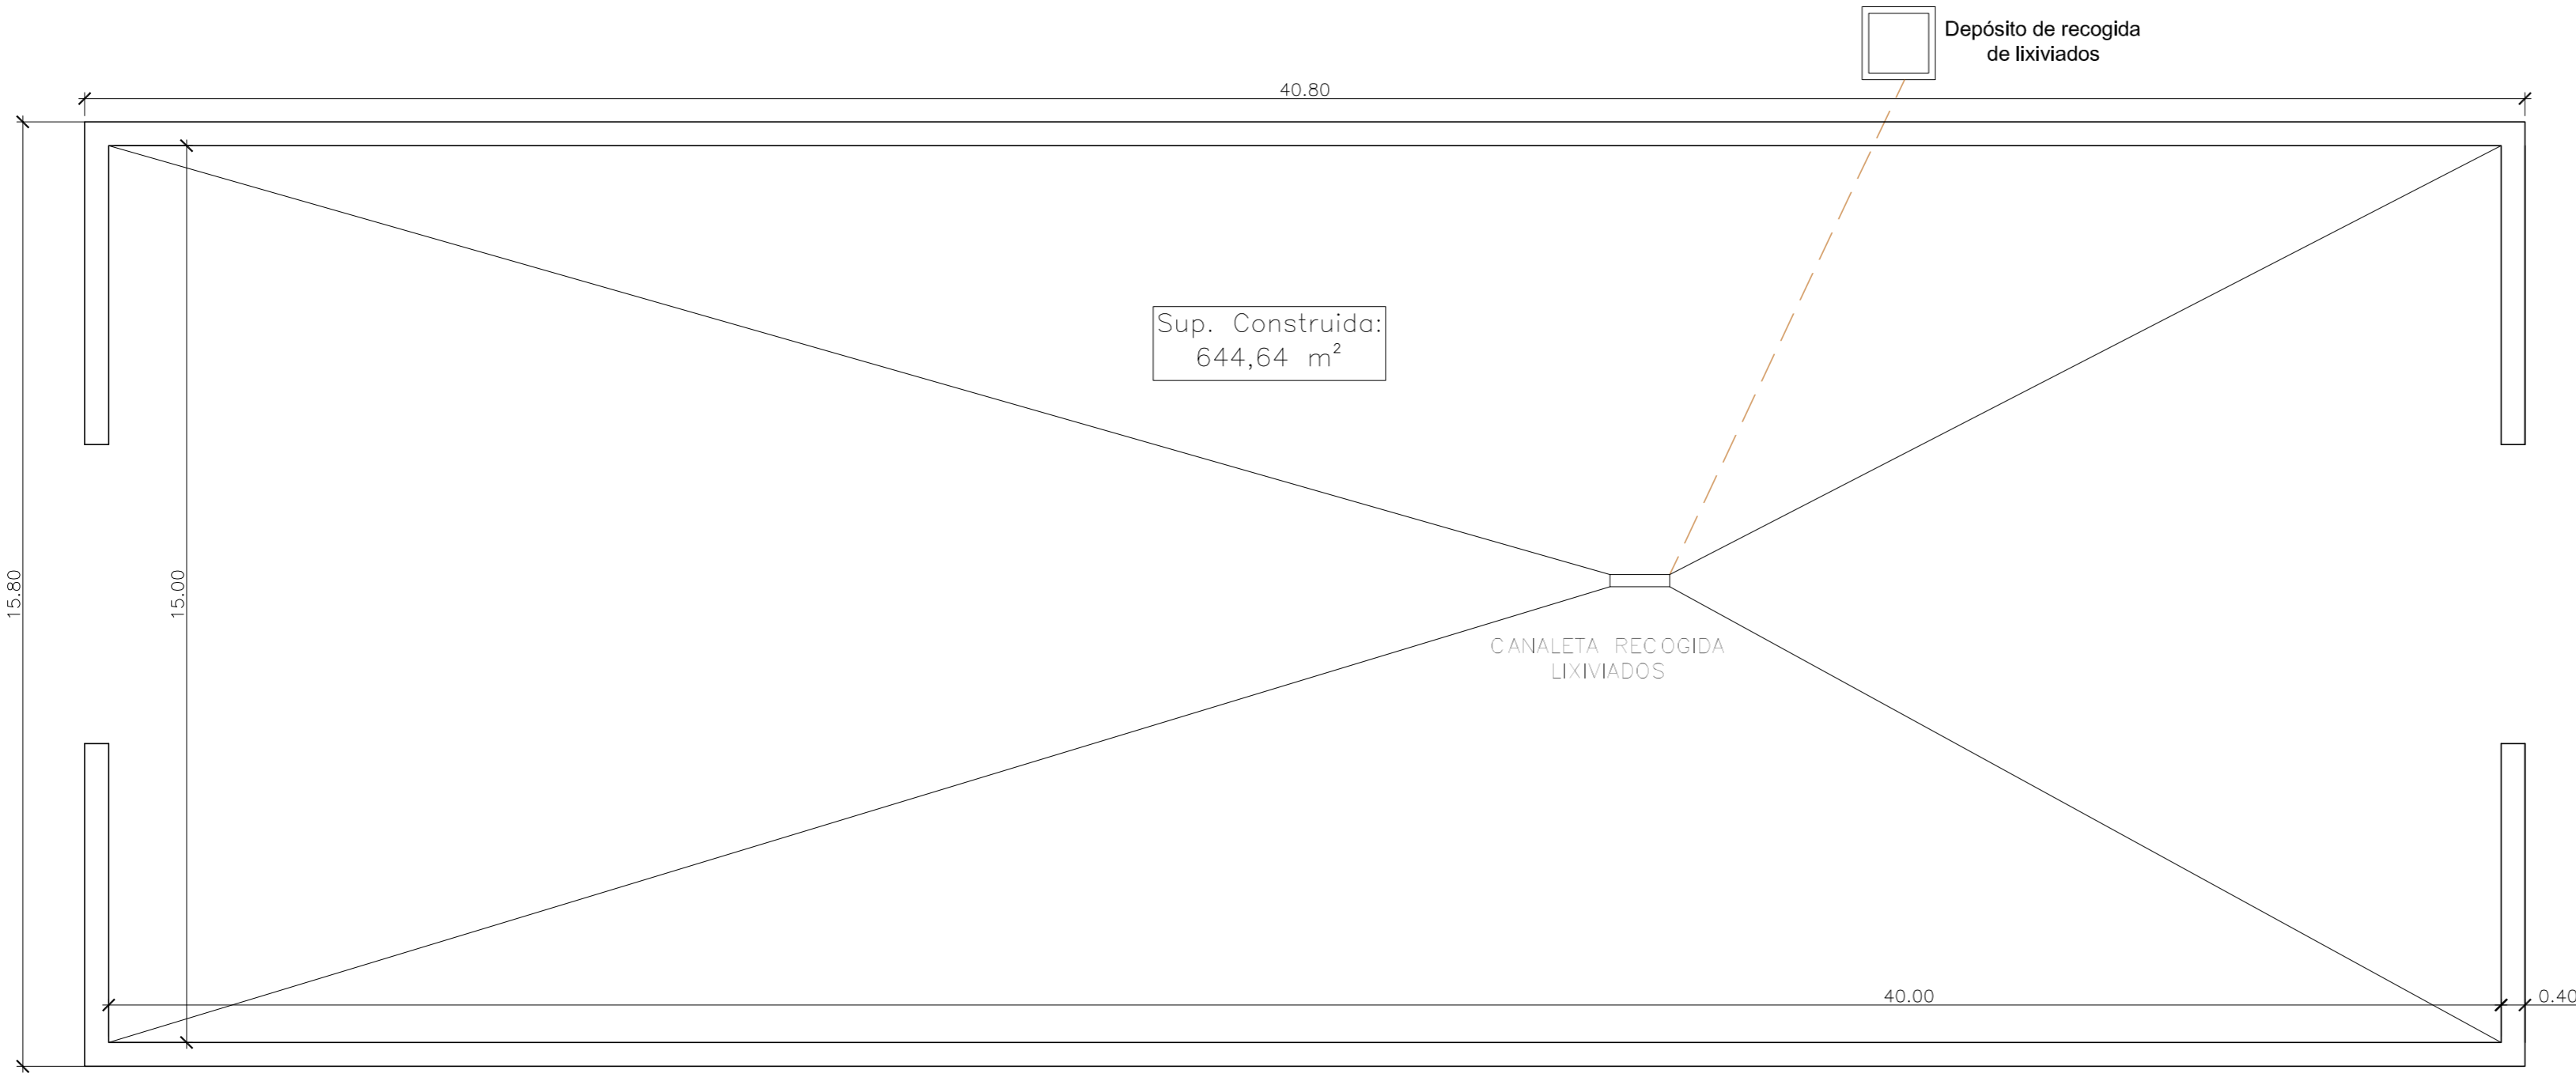 Depósito de recogida
de lixiviados
40.80
Sup. Construida:
644,64 m²
15.80
15.00
CANALETA RECOGIDA
LIXIVIADOS
40.00
0.40